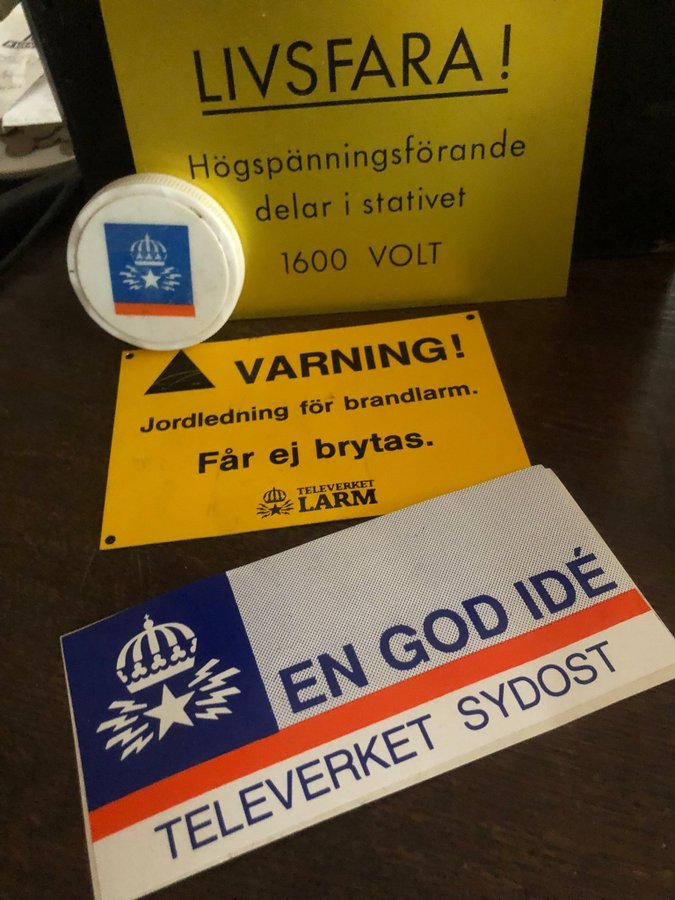 LIVSFARA!
Högspänningsförande
delar i stativet
1600 VOLT
VARNING!
Jordledning för brandlarm.
Får ej brytas.
TELEVERKET
LARM
EN GOD IDÉ
TELEVERKET SYDOST